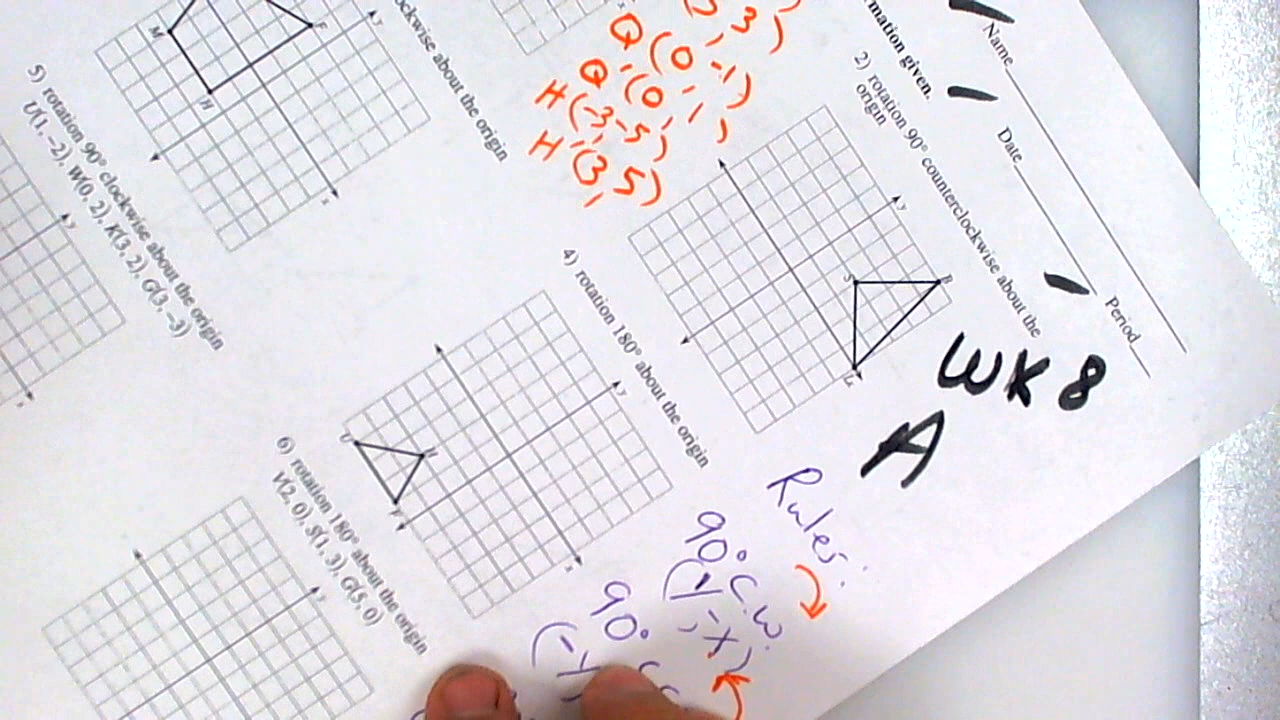 Name
Date
Period
mation given.
2) rotation 90° counterclockwise about the
origin
S
B
L
y
WK 8
A
3)
Q (0, -1)
Q' (0, 1)
H (-3, -5)
H' (3, 5)
ckwise about the origin
M
H
F
y
x
4) rotation 180° about the origin
U
y
x
5) rotation 90° clockwise about the origin
U(1, −2), W(0, 2), K(3, 2), G(3, −3)
y
x
6) rotation 180° about the origin
V(2, 0), S(1, 3), G(5, 0)
y
Rules:
90° C.W.
(y, -x)
90°
(-y